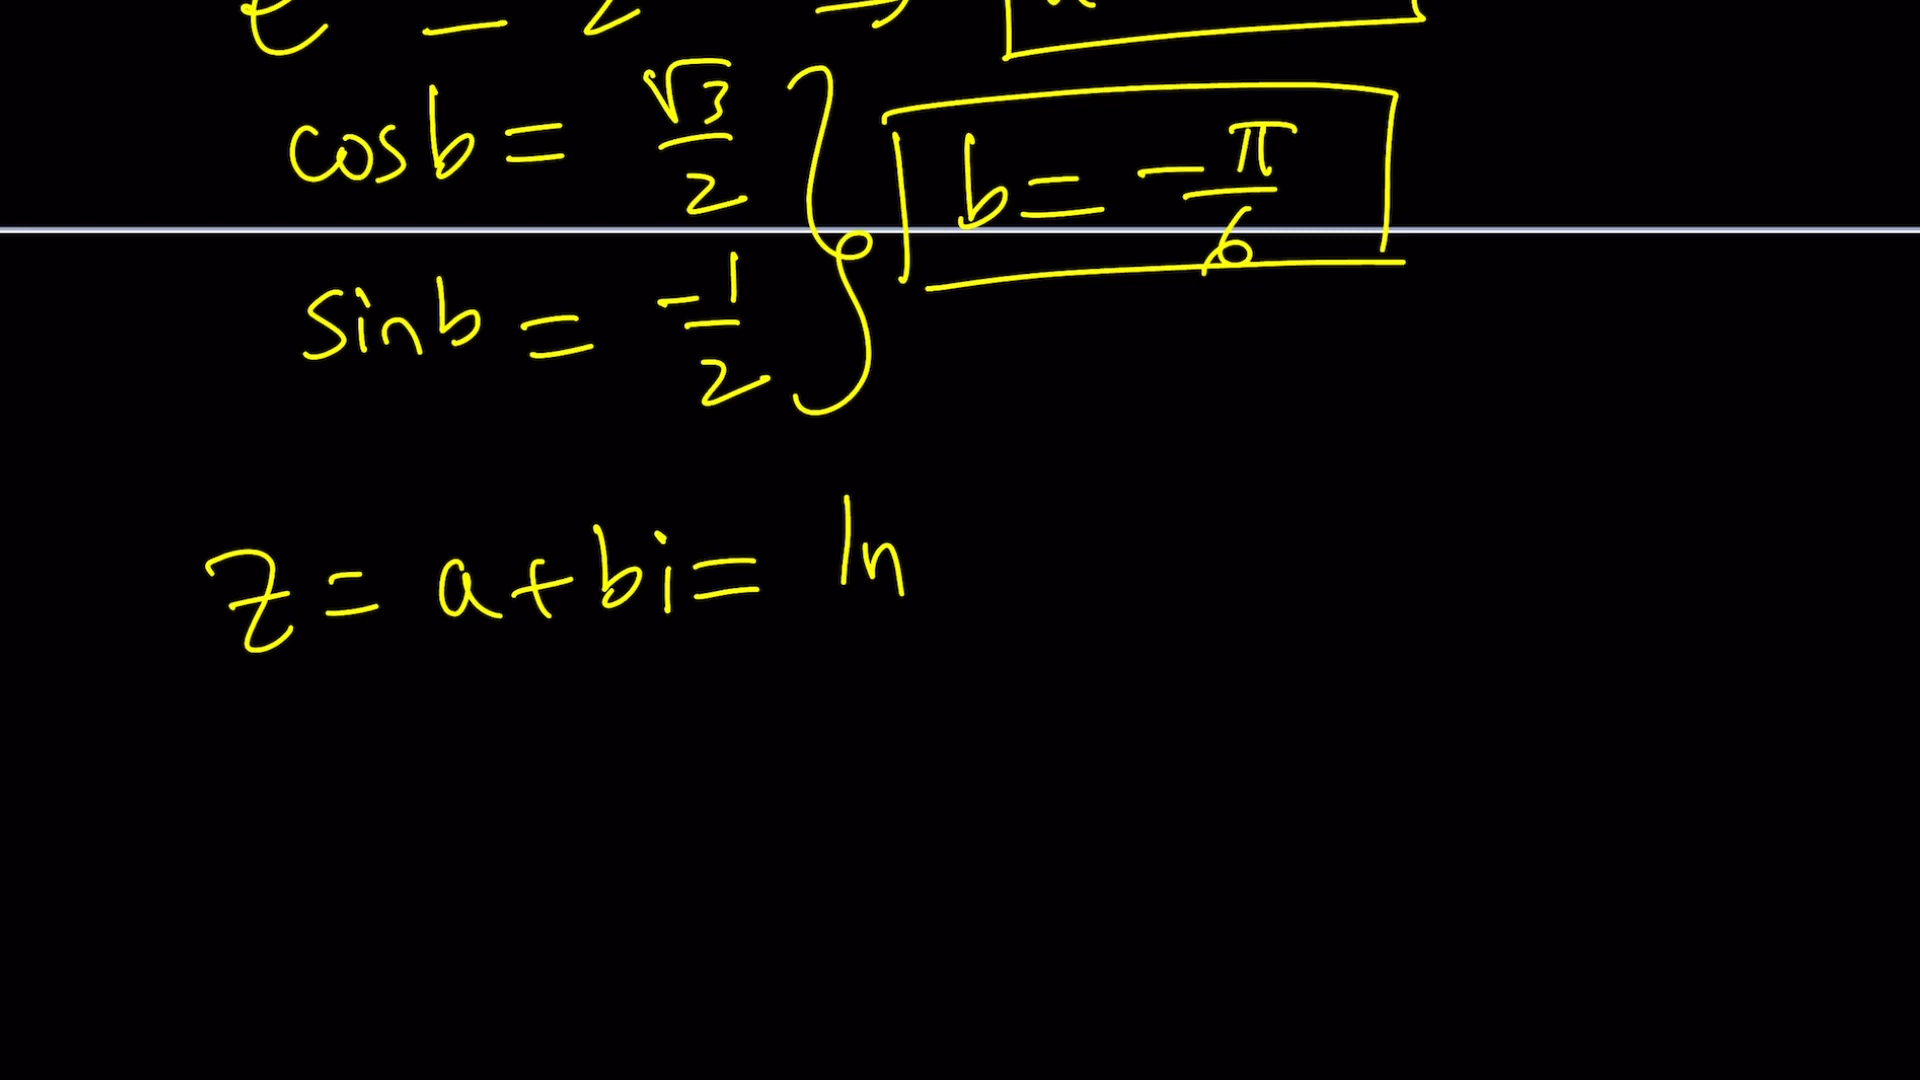 cos b = √3/2
b = -π/6
sin b = -1/2
z = a + bi = ln